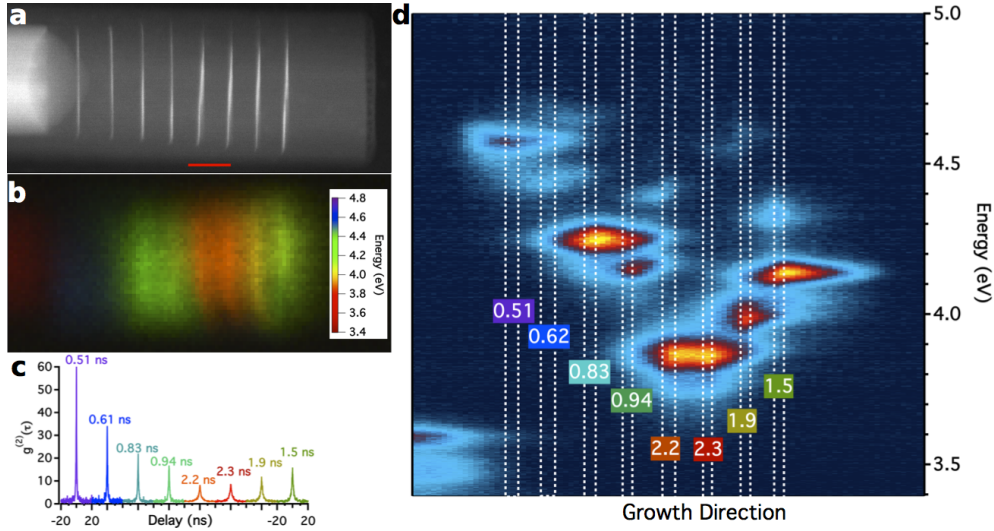 a
b
4.8
4.6
4.4
4.2
4.0
3.8
3.6
3.4
Energy (eV)
c
60
50
40
30
20
10
0
g(2)(τ)
0.51 ns
0.61 ns
0.83 ns
0.94 ns
2.2 ns
2.3 ns
1.9 ns
1.5 ns
-20 20 Delay (ns) -20 20
d
5.0
4.5
4.0
3.5
Energy (eV)
0.51
0.62
0.83
0.94
2.2
2.3
1.9
1.5
Growth Direction